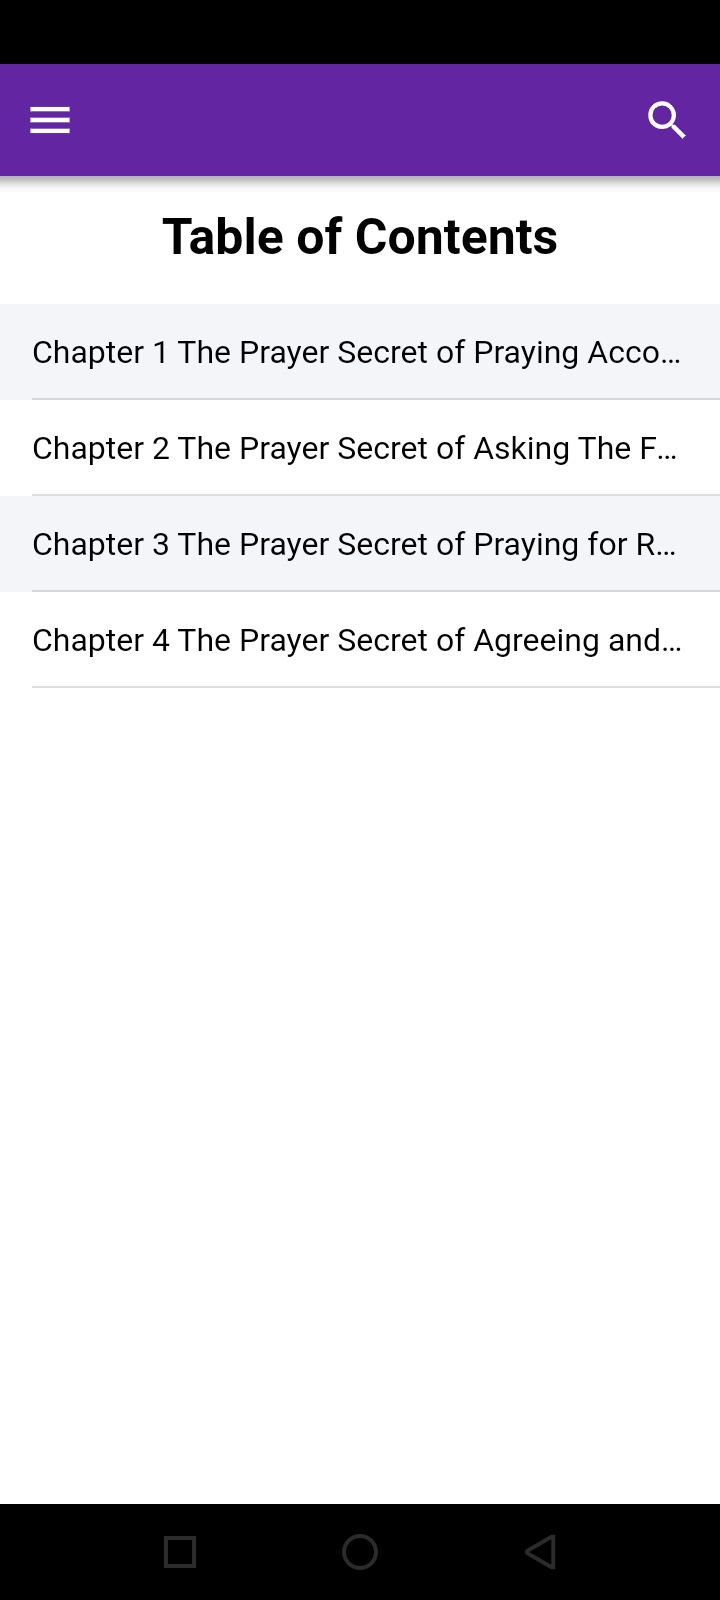 Table of Contents
Chapter 1 The Prayer Secret of Praying Acco...
Chapter 2 The Prayer Secret of Asking The F...
Chapter 3 The Prayer Secret of Praying for R...
Chapter 4 The Prayer Secret of Agreeing and...